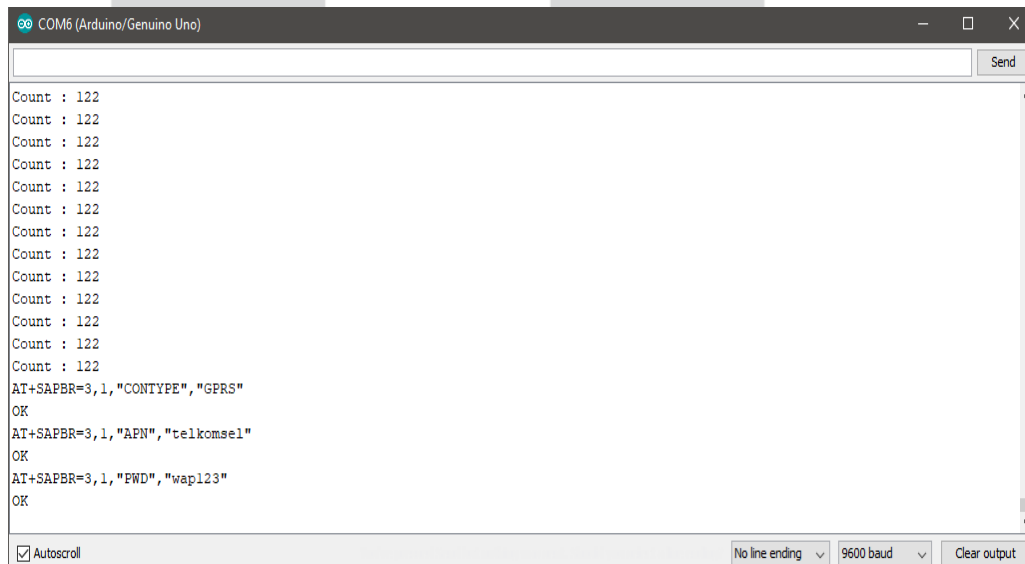 COM6 (Arduino/Genuino Uno)
Send
Count : 122
Count : 122
Count : 122
Count : 122
Count : 122
Count : 122
Count : 122
Count : 122
Count : 122
Count : 122
Count : 122
Count : 122
Count : 122
AT+SAPBR=3,1,"CONTYPE","GPRS"
OK
AT+SAPBR=3,1,"APN","telkomsel"
OK
AT+SAPBR=3,1,"PWD","wap123"
OK
Autoscroll No line ending 9600 baud Clear output